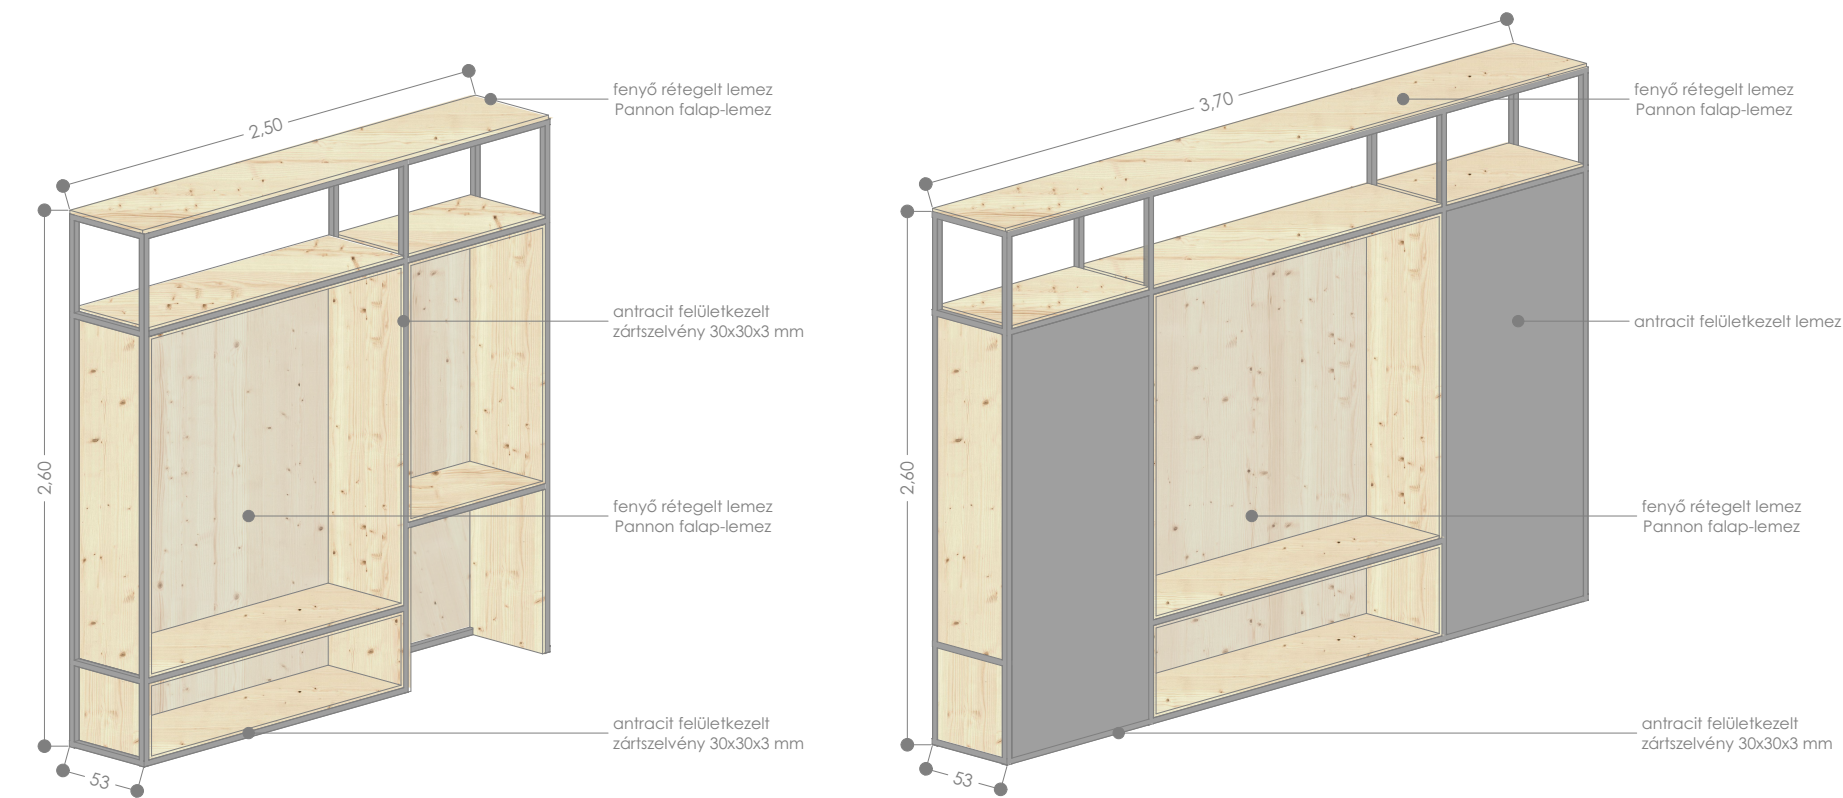 2,50
fenyő rétegelt lemez
Pannon falap-lemez
antracit felületkezelt
zártszelvény 30x30x3 mm
2,60
fenyő rétegelt lemez
Pannon falap-lemez
antracit felületkezelt
zártszelvény 30x30x3 mm
53
3,70
fenyő rétegelt lemez
Pannon falap-lemez
antracit felületkezelt lemez
2,60
fenyő rétegelt lemez
Pannon falap-lemez
antracit felületkezelt
zártszelvény 30x30x3 mm
53